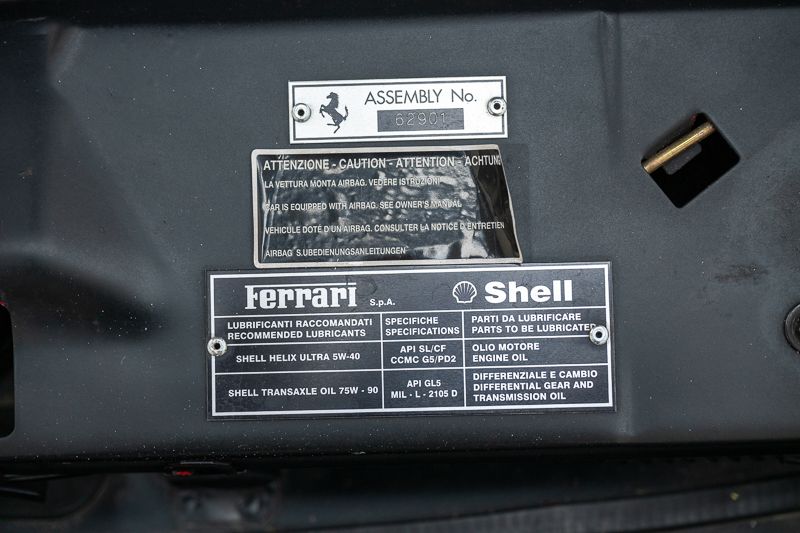 ASSEMBLY No.
62901
ATTENZIONE - CAUTION - ATTENTION - ACHTUNG
LA VETTURA MONTA AIRBAG. VEDERE ISTRUZIONI
CAR IS EQUIPPED WITH AIRBAG. SEE OWNER'S MANUAL
VEHICULE DOTÉ D'UN AIRBAG. CONSULTER LA NOTICE D'ENTRETIEN
AIRBAG S.UBEDIENUNGSANLEITUNGEN
Ferrari S.p.A.
Shell
LUBRIFICANTI RACCOMANDATI
RECOMMENDED LUBRICANTS
SPECIFICHE
SPECIFICATIONS
PARTI DA LUBRIFICARE
PARTS TO BE LUBRICATED
SHELL HELIX ULTRA 5W-40
API SL/CF
CCMC G5/PD2
OLIO MOTORE
ENGINE OIL
SHELL TRANSAXLE OIL 75W - 90
API GL5
MIL - L - 2105 D
DIFFERENZIALE E CAMBIO
DIFFERENTIAL GEAR AND
TRANSMISSION OIL